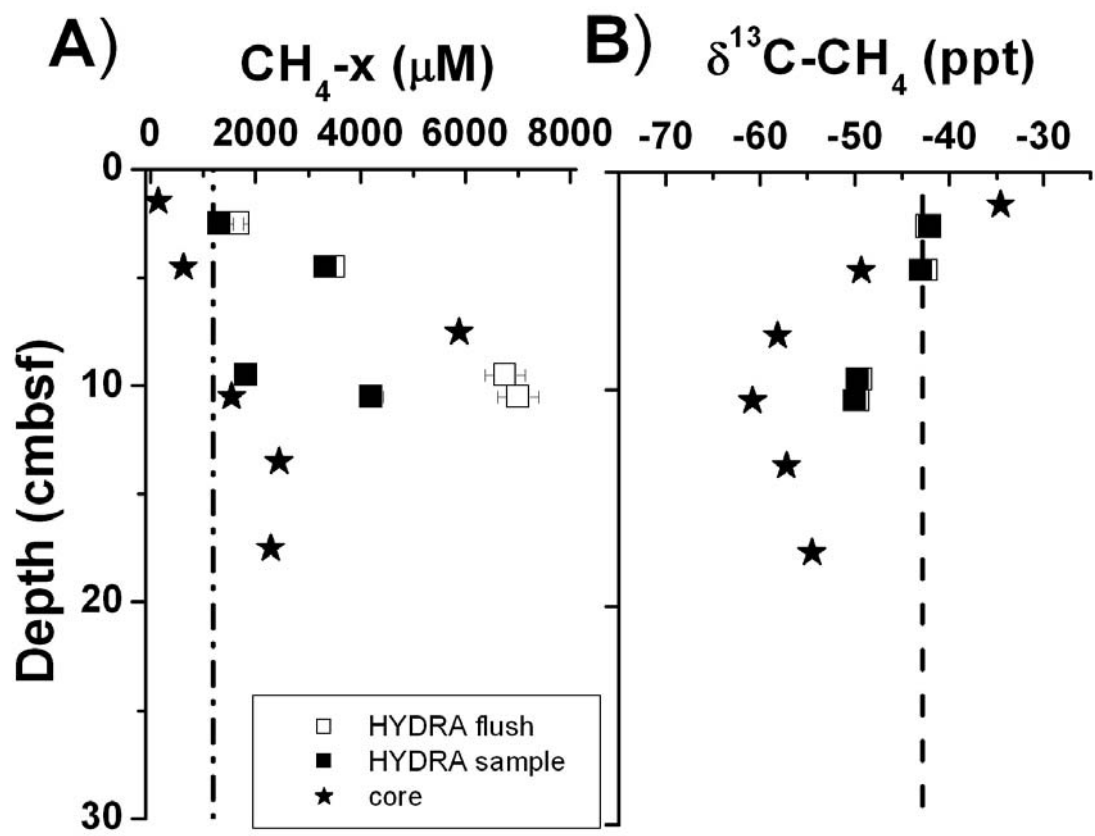 A)
CH₄-x (μM)
0 2000 4000 6000 8000
0
10
20
30
Depth (cmbsf)
HYDRA flush
HYDRA sample
core
B)
δ¹³C-CH₄ (ppt)
-70 -60 -50 -40 -30